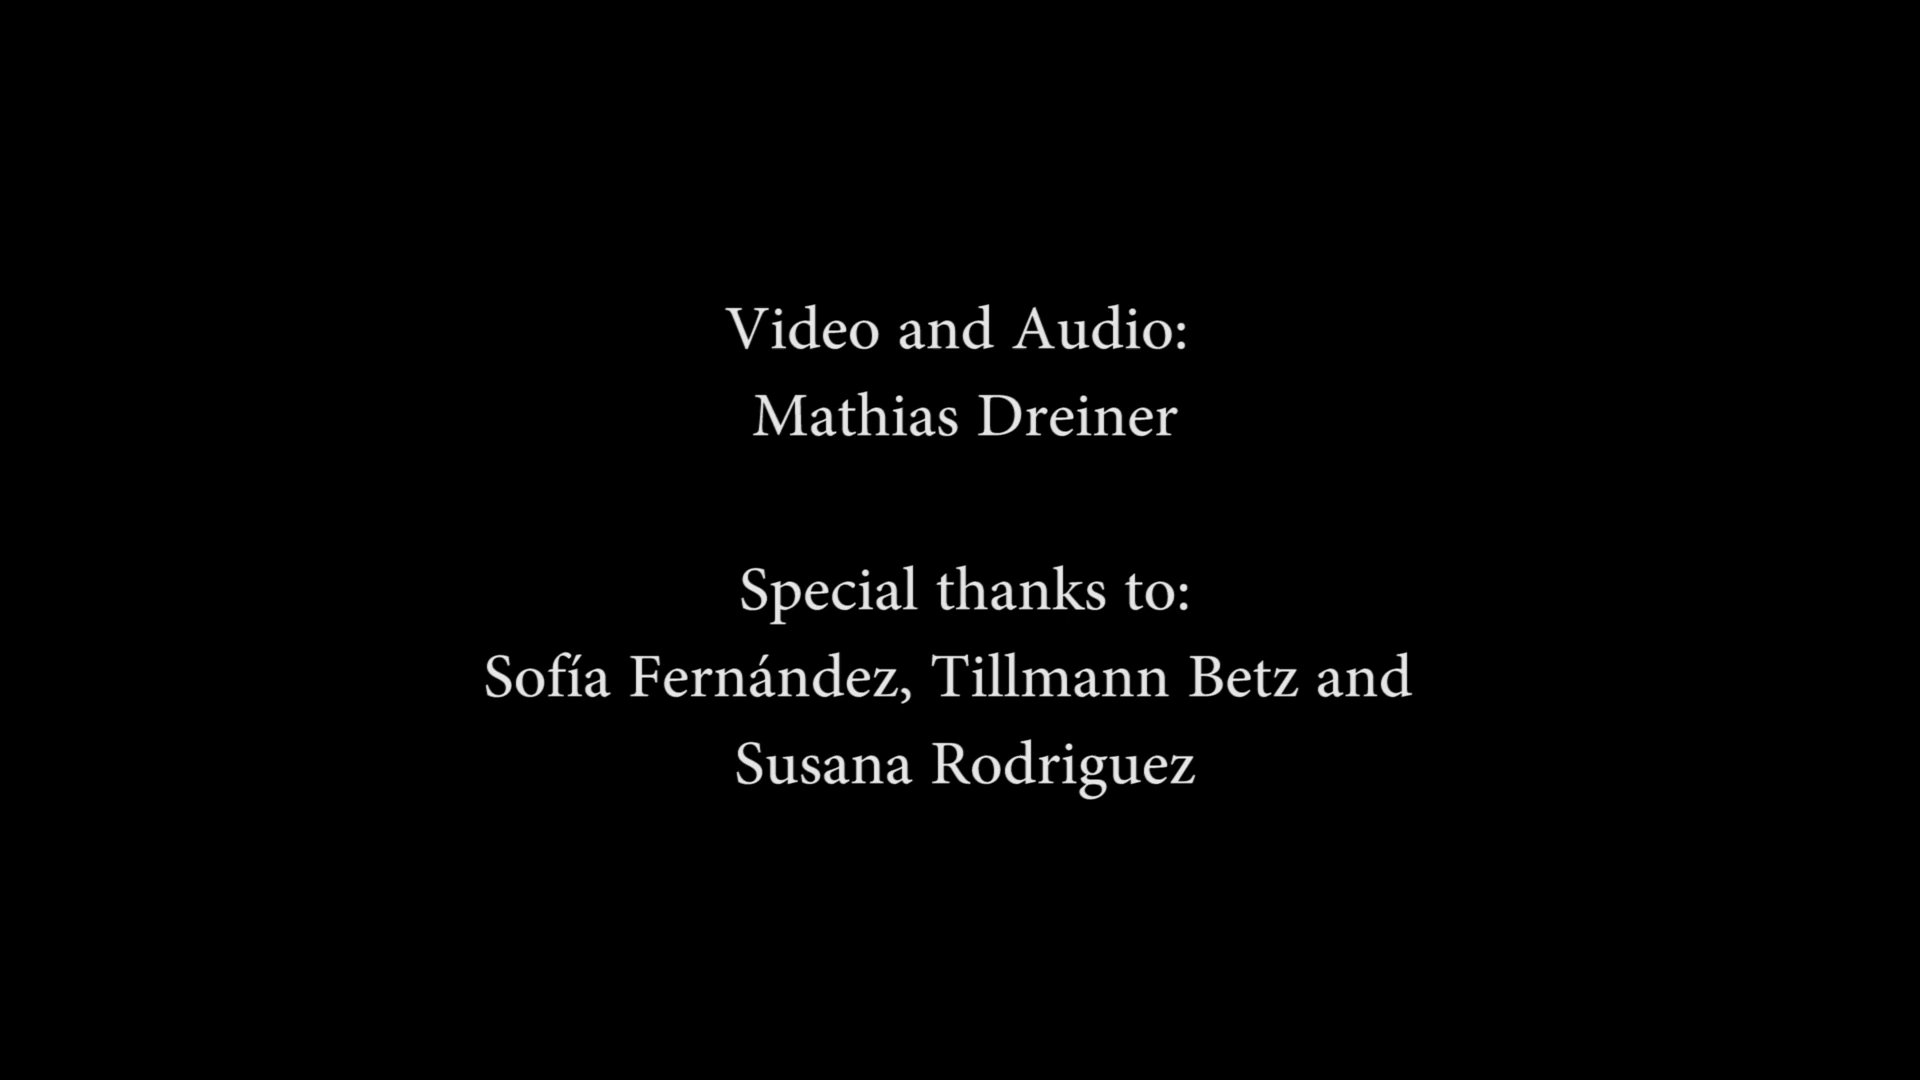 Video and Audio:
Mathias Dreiner
Special thanks to:
Sofía Fernández, Tillmann Betz and
Susana Rodriguez